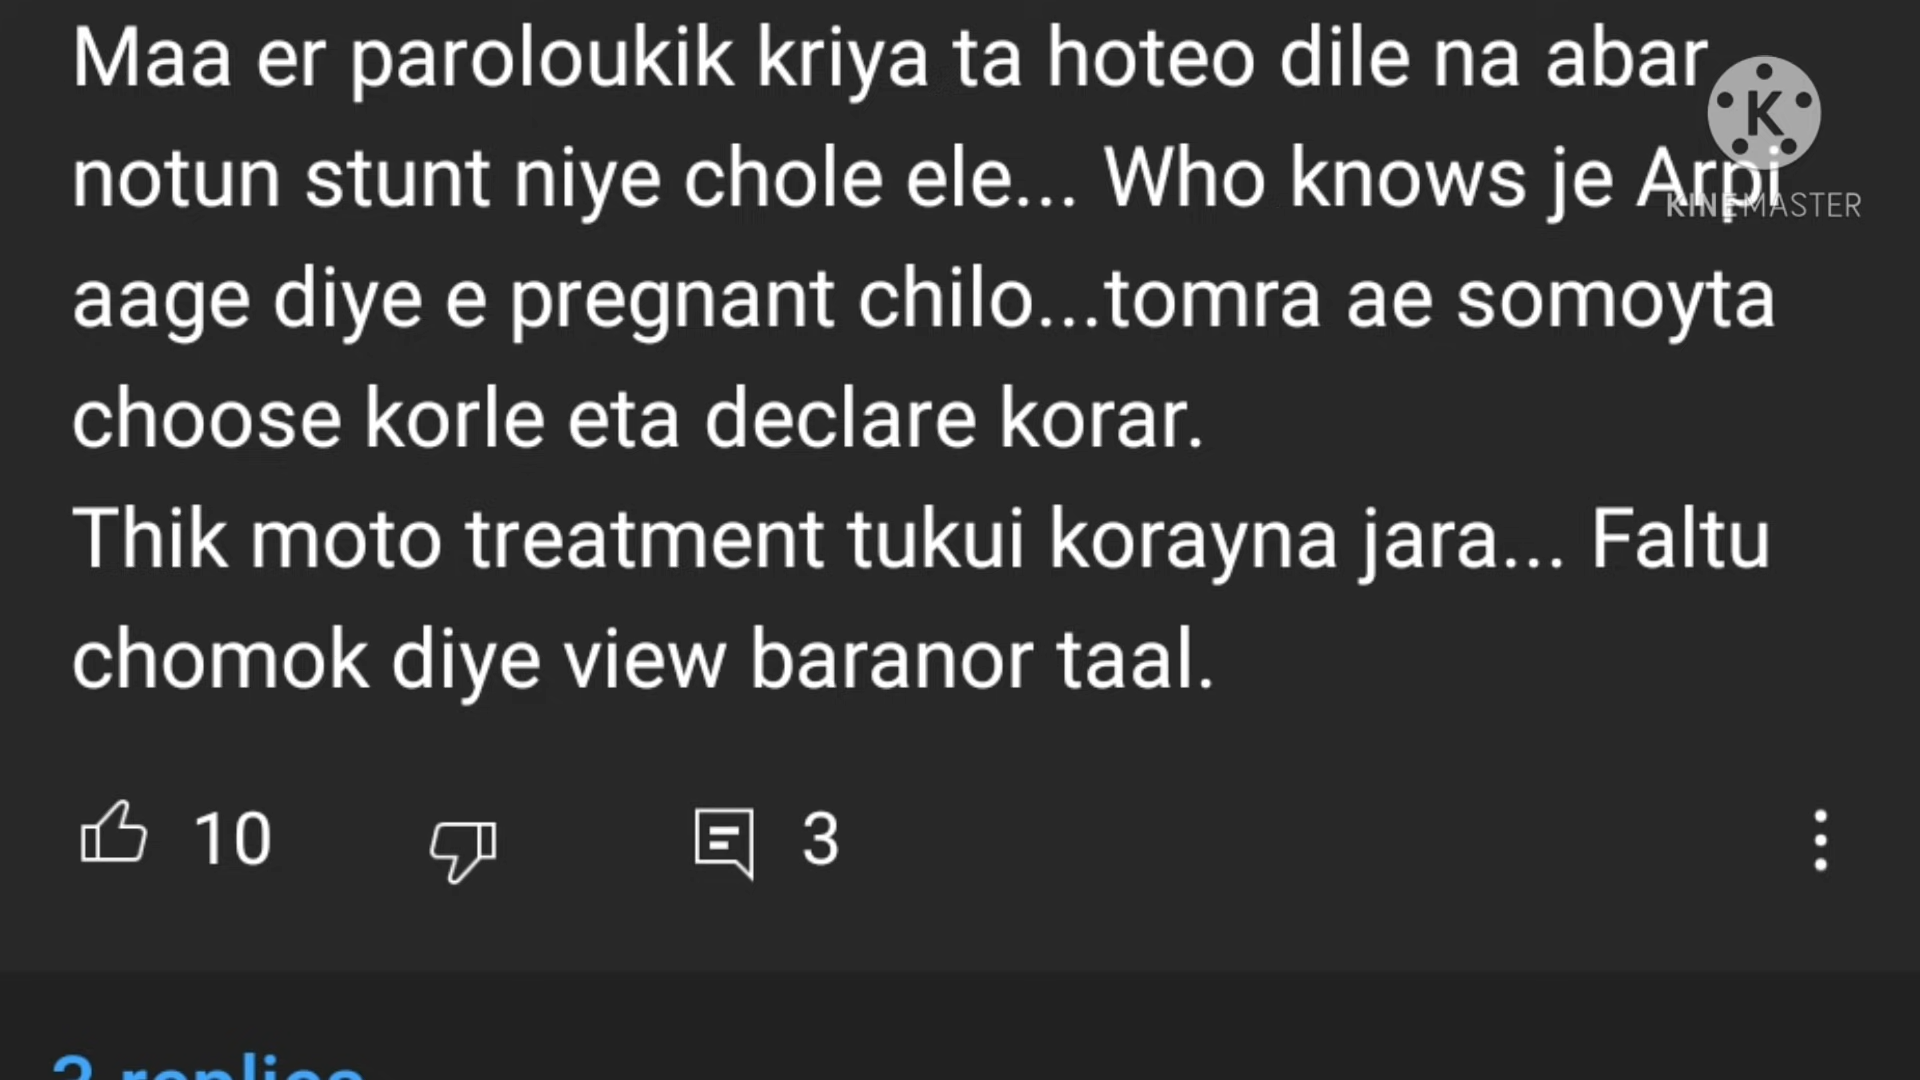 Maa er paroloukik kriya ta hoteo dile na abar
notun stunt niye chole ele... Who knows je Arpi
aage diye e pregnant chilo...tomra ae somoyta
choose korle eta declare korar.
Thik moto treatment tukui korayna jara... Faltu
chomok diye view baranor taal.
10 3
3 replies
K
KINEMASTER